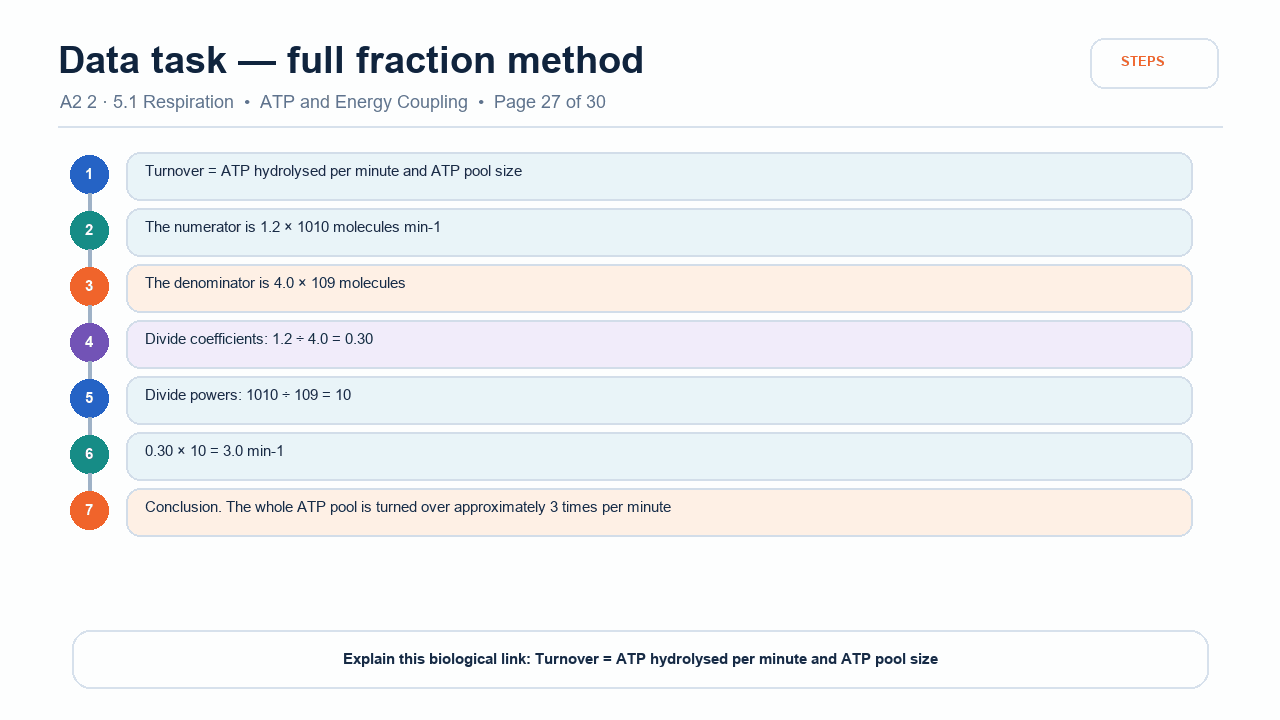 Data task — full fraction method
STEPS
A2 2 · 5.1 Respiration • ATP and Energy Coupling • Page 27 of 30
1 Turnover = ATP hydrolysed per minute and ATP pool size
2 The numerator is 1.2 × 1010 molecules min-1
3 The denominator is 4.0 × 109 molecules
4 Divide coefficients: 1.2 ÷ 4.0 = 0.30
5 Divide powers: 1010 ÷ 109 = 10
6 0.30 × 10 = 3.0 min-1
7 Conclusion. The whole ATP pool is turned over approximately 3 times per minute
Explain this biological link: Turnover = ATP hydrolysed per minute and ATP pool size